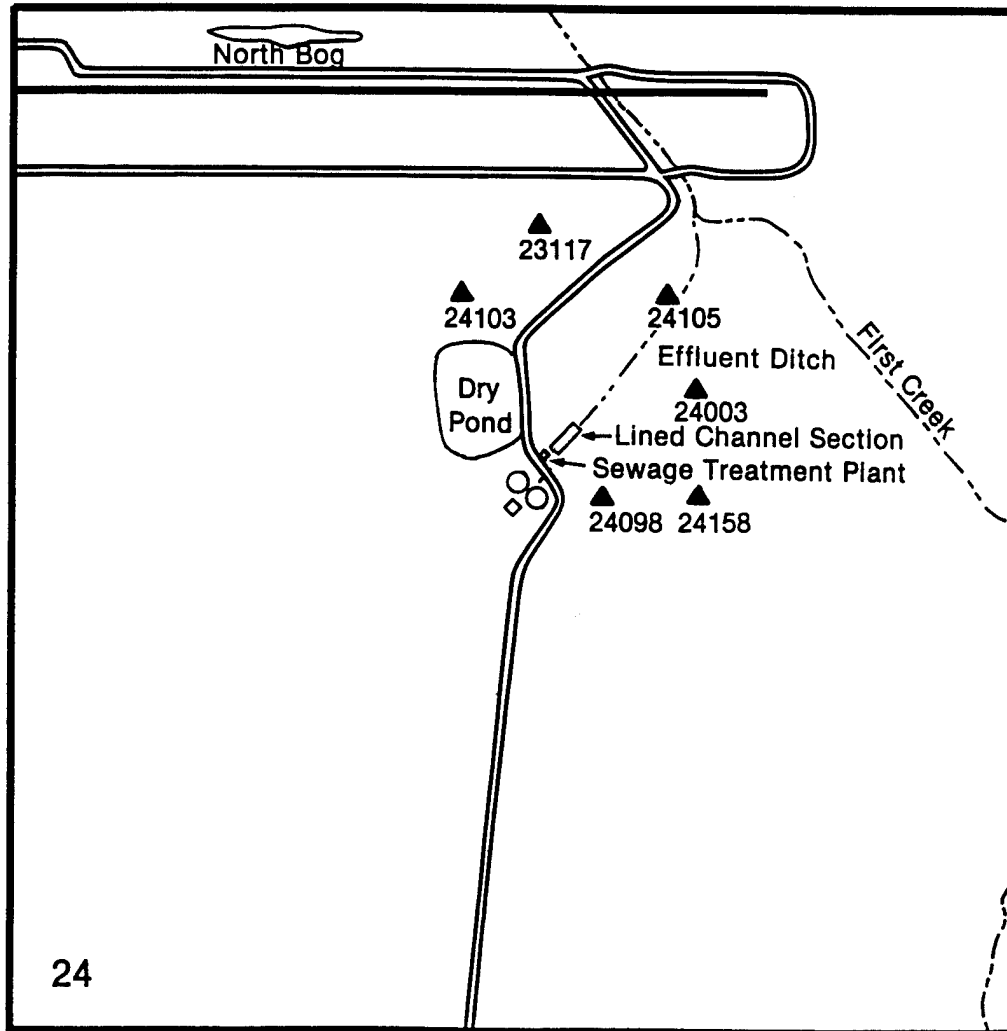 North Bog
23117
24103
24105
Effluent Ditch
First Creek
Dry
Pond
24003
Lined Channel Section
Sewage Treatment Plant
24098
24158
24